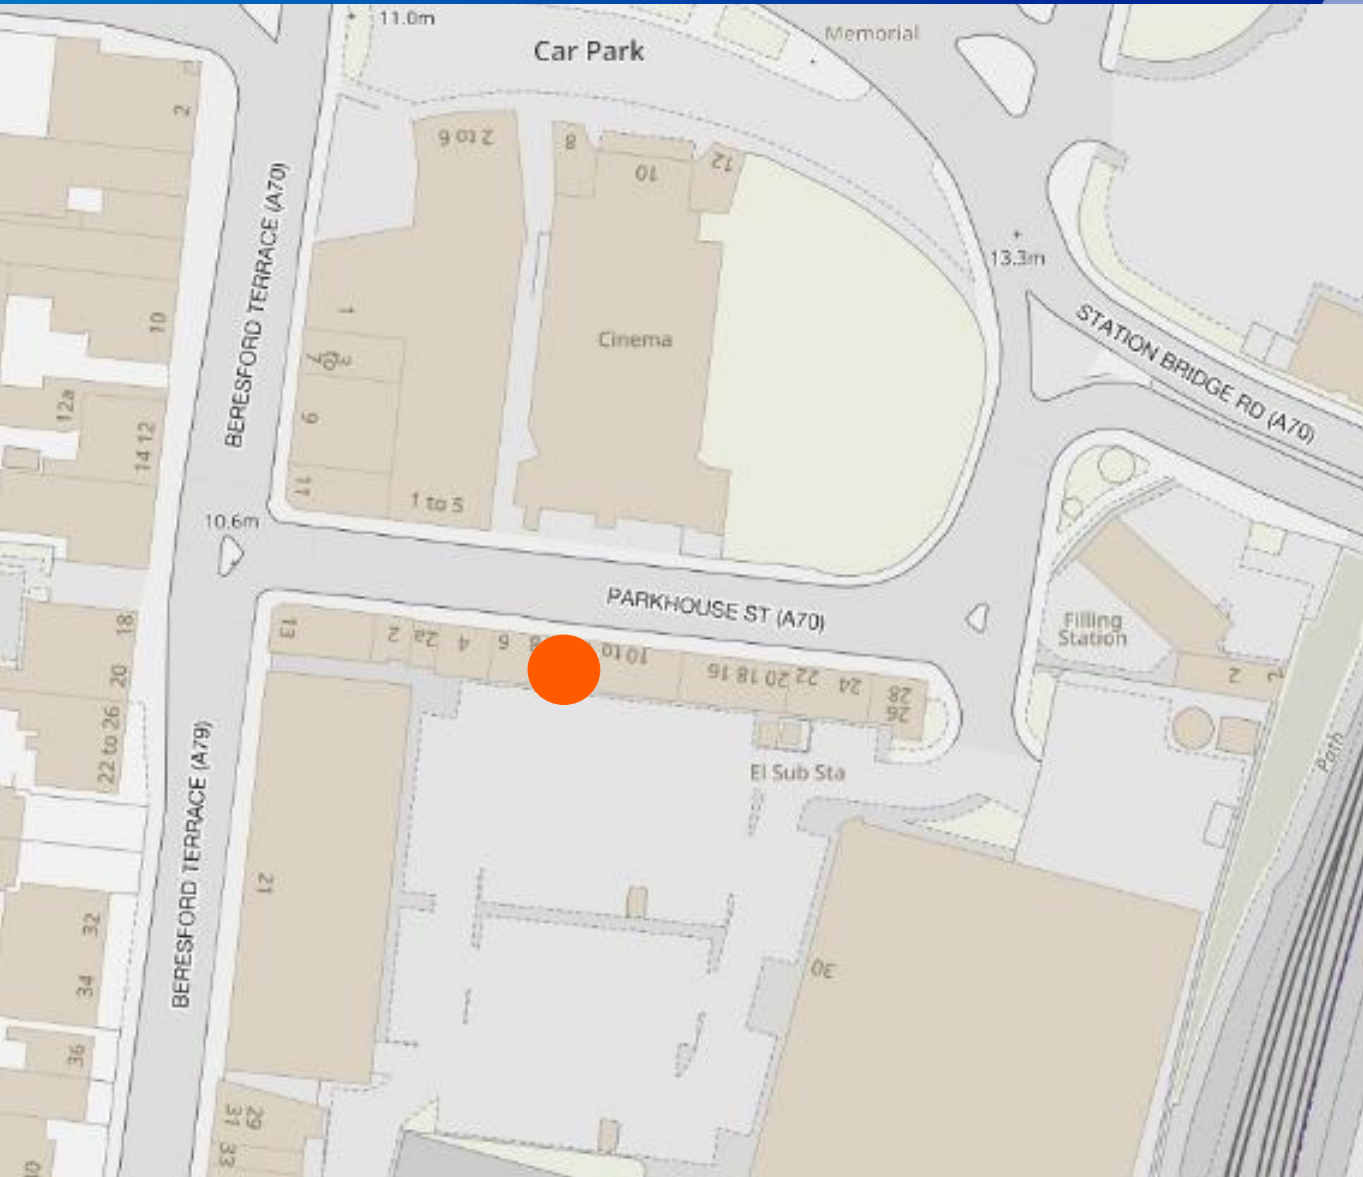 11.0m
Car Park
Memorial
2
2 to 6
8
10
12
BERESFORD TERRACE (A70)
13.3m
STATION BRIDGE RD (A70)
1
10
Cinema
3
7
12a
9
14 12
11
1 to 5
10.6m
PARKHOUSE ST (A70)
Filling
Station
18
13
2
2a
4
6
10 to
16 18 20 22
24
28
26
2
20
22 to 26
BERESFORD TERRACE (A79)
Path
El Sub Sta
21
32
30
34
36
29
31
33